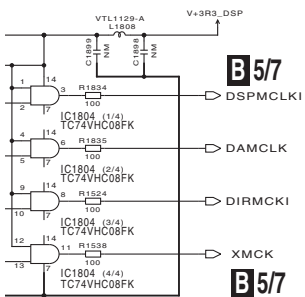 VTL1129-A
L1808
V+3R3_DSP
C1899
NM
C1898
NM
B 5/7
1
2
14
3
7
R1834
100
DSPMCLKI
IC1804 (1/4)
TC74VHC08FK
4
5
14
6
7
R1835
100
DAMCLK
IC1804 (2/4)
TC74VHC08FK
9
10
14
8
7
R1524
100
DIRMCKI
IC1804 (3/4)
TC74VHC08FK
12
13
14
11
7
R1538
100
XMCK
IC1804 (4/4)
TC74VHC08FK
B 5/7